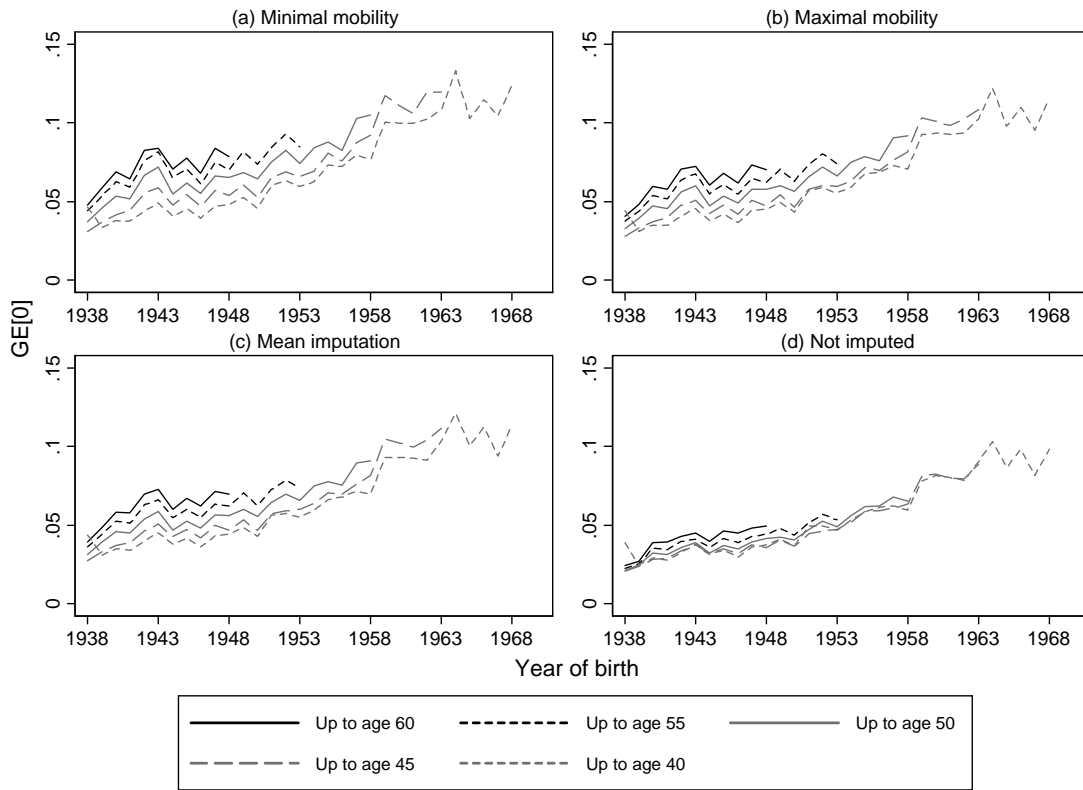 (a) Minimal mobility
(b) Maximal mobility
.15
.1
.05
0
1938 1943 1948 1953 1958 1963 1968
.15
.1
.05
0
1938 1943 1948 1953 1958 1963 1968
(c) Mean imputation
(d) Not imputed
.15
.1
.05
0
1938 1943 1948 1953 1958 1963 1968
.15
.1
.05
0
1938 1943 1948 1953 1958 1963 1968
GE[0]
Year of birth
Up to age 60
Up to age 55
Up to age 50
Up to age 45
Up to age 40